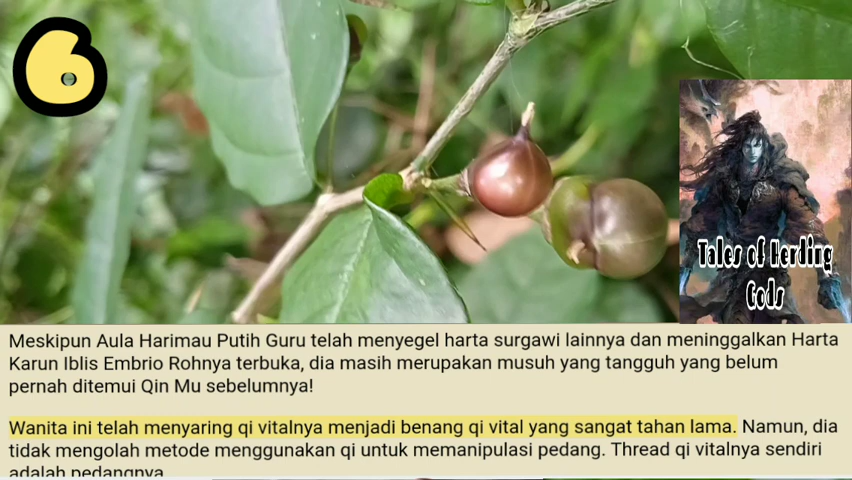 6
Tales of Herding
Gods
Meskipun Aula Harimau Putih Guru telah menyegel harta surgawi lainnya dan meninggalkan Harta
Karun Iblis Embrio Rohnya terbuka, dia masih merupakan musuh yang tangguh yang belum
pernah ditemui Qin Mu sebelumnya!
Wanita ini telah menyaring qi vitalnya menjadi benang qi vital yang sangat tahan lama. Namun, dia
tidak mengolah metode menggunakan qi untuk memanipulasi pedang. Thread qi vitalnya sendiri
adalah pedangnya.